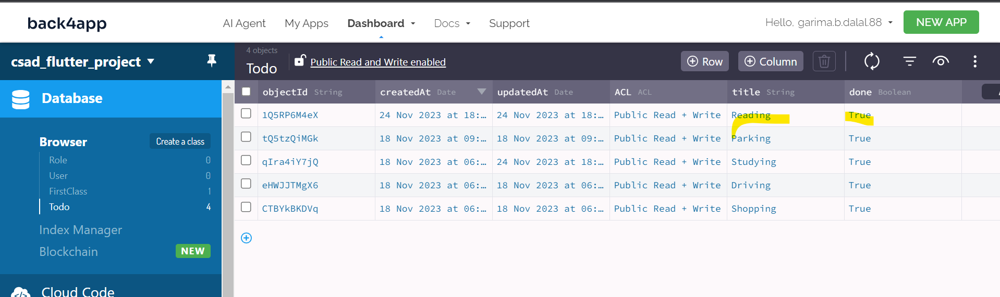 back4app AI Agent My Apps Dashboard Docs Support Hello, garima.b.dalal.88 NEW APP
csad_flutter_project
4 objects
Todo Public Read and Write enabled Row Column
Database
Browser Create a class
Role 0
User 0
FirstClass 1
Todo 4
Index Manager
Blockchain NEW
Cloud Code
objectId String createdAt Date updatedAt Date ACL ACL title String done Boolean
1Q5RP6M4eX 24 Nov 2023 at 18:… 24 Nov 2023 at 18:… Public Read + Write Reading True
tQ5tzQiMGk 18 Nov 2023 at 09:… 18 Nov 2023 at 09:… Public Read + Write Parking True
qIra4iY7jQ 18 Nov 2023 at 06:… 24 Nov 2023 at 18:… Public Read + Write Studying True
eHWJJTMgX6 18 Nov 2023 at 06:… 18 Nov 2023 at 06:… Public Read + Write Driving True
CTBYkBKDVq 18 Nov 2023 at 06:… 18 Nov 2023 at 06:… Public Read + Write Shopping True